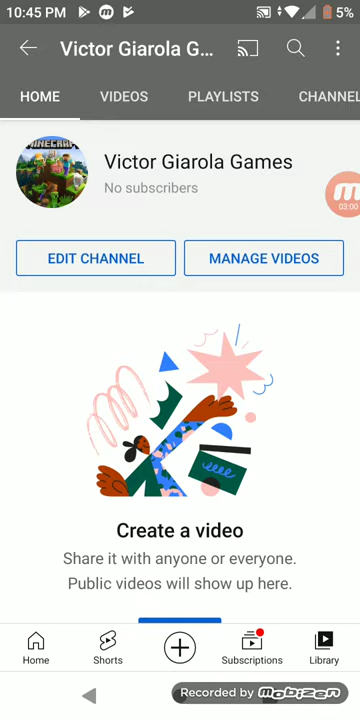 10:45 PM 5%
Victor Giarola G...
HOME VIDEOS PLAYLISTS CHANNEL
MINECRAFT
Victor Giarola Games
No subscribers
03:00
EDIT CHANNEL MANAGE VIDEOS
Create a video
Share it with anyone or everyone.
Public videos will show up here.
Home Shorts Subscriptions Library
Recorded by mobizen